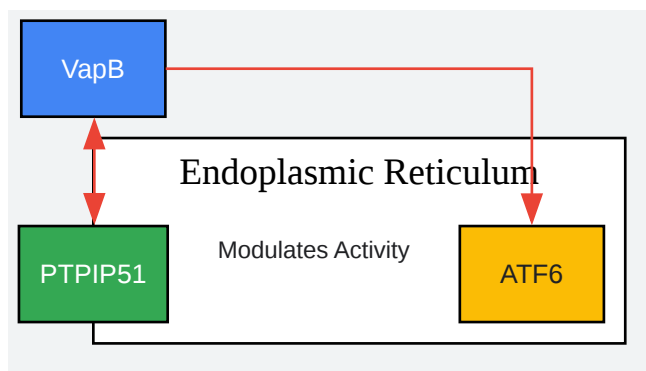 VapB
Endoplasmic Reticulum
Modulates Activity
PTPIP51
ATF6